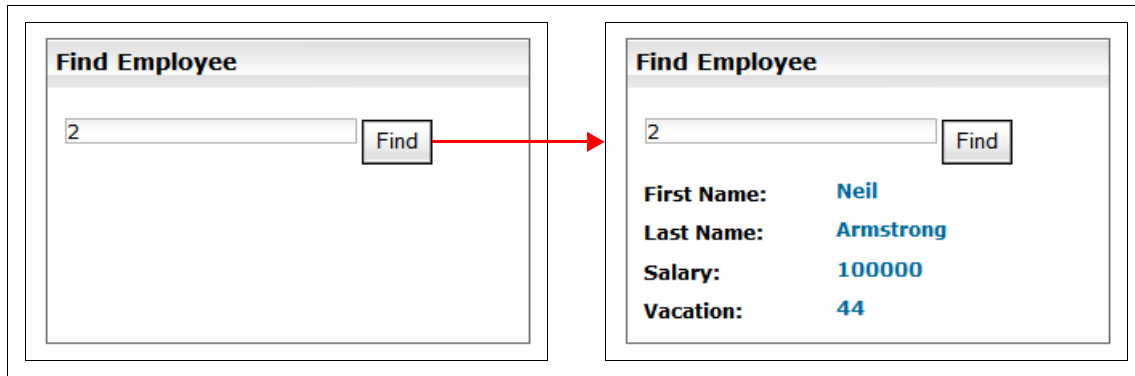 Find Employee
2
Find
Find Employee
2
Find
First Name: Neil
Last Name: Armstrong
Salary: 100000
Vacation: 44